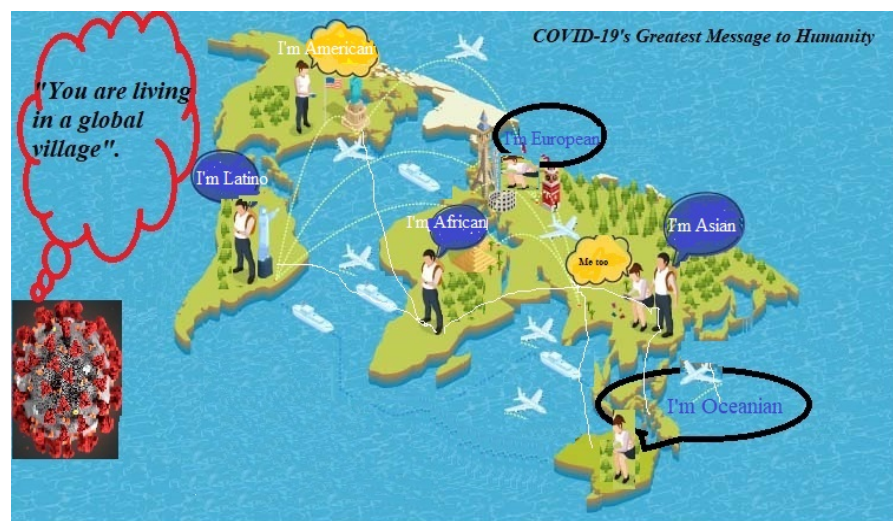 COVID-19's Greatest Message to Humanity
"You are living
in a global
village".
I'm American
I'm European
I'm Latino
I'm African
I'm Asian
Me too
I'm Oceanian